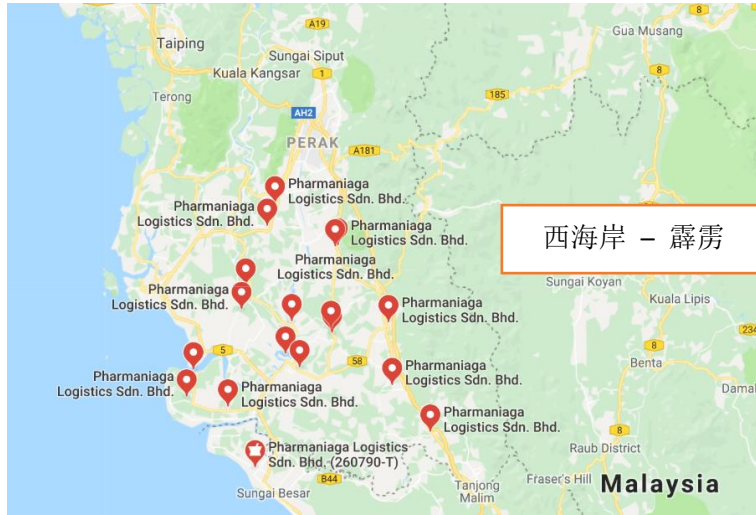 A19
8
Gua Musang
Taiping
Sungai Siput
Kuala Kangsar
1
8
Terong
185
AH2
PERAK
A181
Pharmaniaga
Logistics Sdn. Bhd.
Pharmaniaga
Logistics Sdn. Bhd.
Pharmaniaga
Logistics Sdn. Bhd.
西海岸 – 霹雳
Pharmaniaga
Logistics Sdn. Bhd.
Sungai Koyan
Pharmaniaga
Logistics Sdn. Bhd.
Kuala Lipis
Pharmaniaga
Logistics Sdn. Bhd.
234
5
8
58
Benta
Pharmaniaga
Logistics Sdn. Bhd.
Pharmaniaga
Logistics Sdn. Bhd.
Damak
Pharmaniaga
Logistics Sdn. Bhd.
Pharmaniaga
Logistics Sdn. Bhd.
8
Pharmaniaga Logistics
Sdn. Bhd. (260790-T)
Raub District
B44
Fraser's Hill
Malaysia
Sungai Besar
Tanjong
Malim